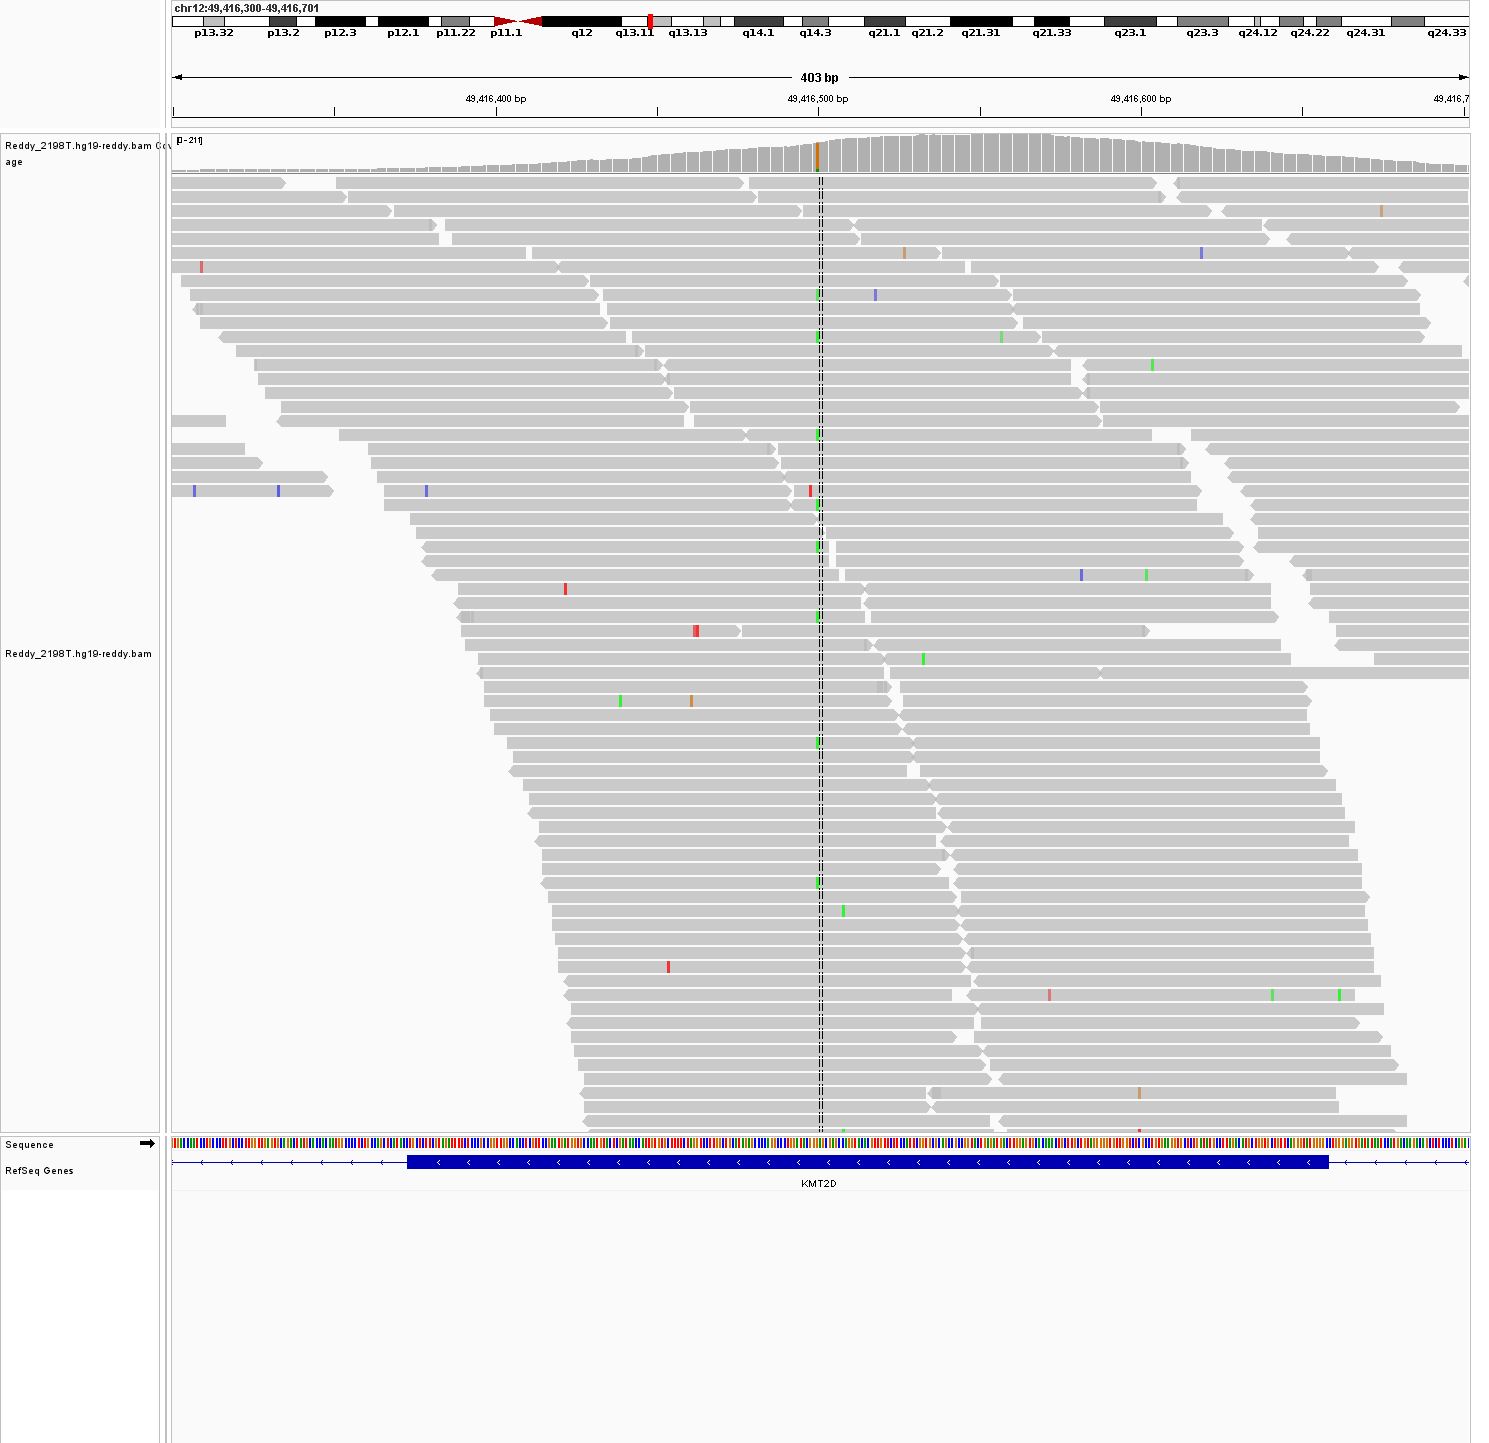 chr12:49,416,300-49,416,701
p13.32 p13.2 p12.3 p12.1 p11.22 p11.1 q12 q13.11 q13.13 q14.1 q14.3 q21.1 q21.2 q21.31 q21.33 q23.1 q23.3 q24.12 q24.22 q24.31 q24.33
403 bp
49,416,400 bp 49,416,500 bp 49,416,600 bp 49,416,7
[0-211]
Reddy_2198T.hg19-reddy.bam Cov
age
Reddy_2198T.hg19-reddy.bam
Sequence
RefSeq Genes
KMT2D